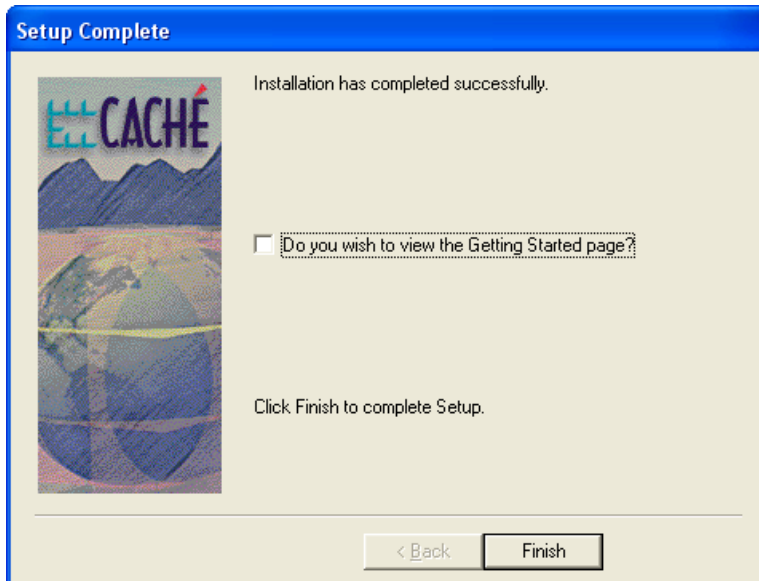 Setup Complete
Installation has completed successfully.
CACHÉ
Do you wish to view the Getting Started page?
Click Finish to complete Setup.
< Back
Finish